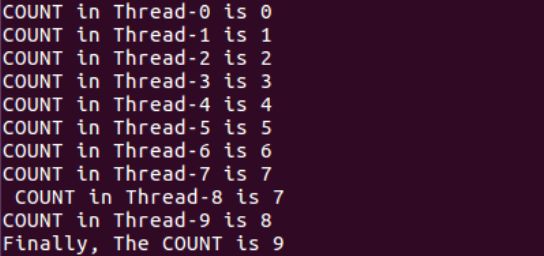 COUNT in Thread-0 is 0
COUNT in Thread-1 is 1
COUNT in Thread-2 is 2
COUNT in Thread-3 is 3
COUNT in Thread-4 is 4
COUNT in Thread-5 is 5
COUNT in Thread-6 is 6
COUNT in Thread-7 is 7
 COUNT in Thread-8 is 7
COUNT in Thread-9 is 8
Finally, The COUNT is 9